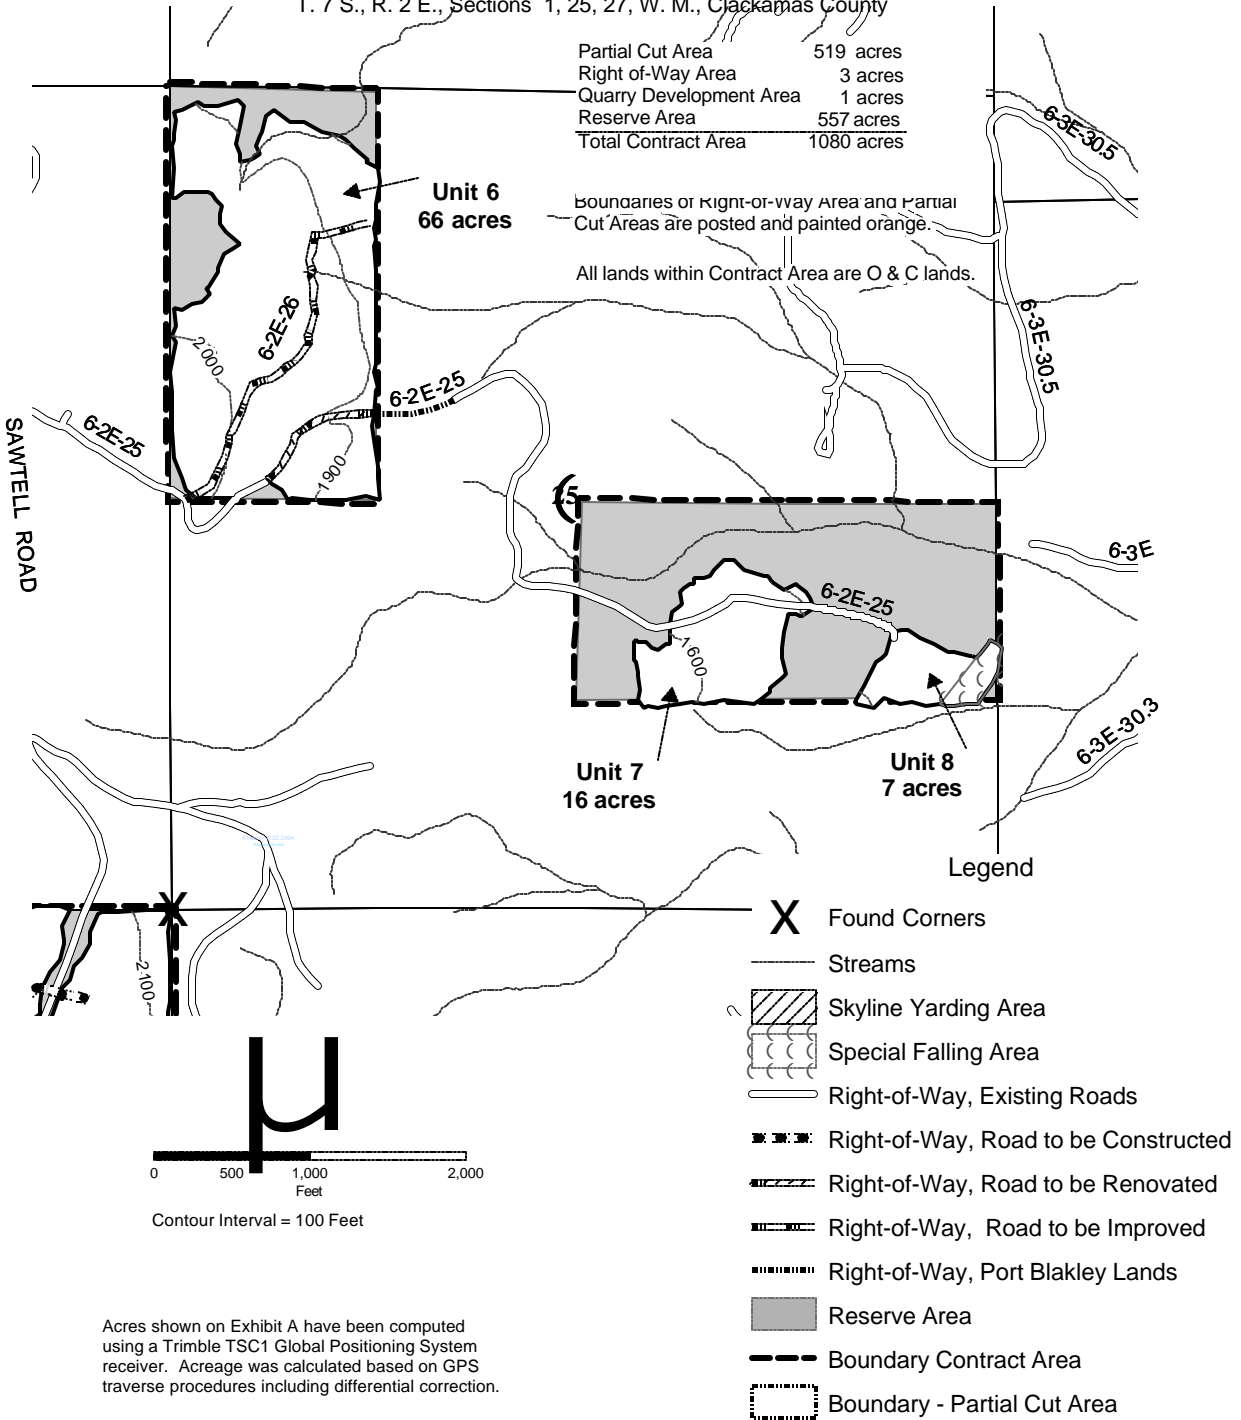 T. 7 S., R. 2 E., Sections 1, 25, 27, W. M., Clackamas County
Partial Cut Area 519 acres
Right of-Way Area 3 acres
Quarry Development Area 1 acres
Reserve Area 557 acres
Total Contract Area 1080 acres
Boundaries of Right-of-Way Area and Partial
Cut Areas are posted and painted orange.
All lands within Contract Area are O & C lands.
6-3E-30.5
Unit 6
66 acres
6-2E-26
2000
6-3E-30.5
6-2E-25
6-2E-25
1900
SAWTELL ROAD
25
6-3E
6-2E-25
1600
6-3E-30.3
Unit 7
16 acres
Unit 8
7 acres
2100
Legend
X Found Corners
Streams
Skyline Yarding Area
Special Falling Area
Right-of-Way, Existing Roads
Right-of-Way, Road to be Constructed
Right-of-Way, Road to be Renovated
Right-of-Way, Road to be Improved
Right-of-Way, Port Blakley Lands
Reserve Area
Boundary Contract Area
Boundary - Partial Cut Area
µ
0 500 1,000 2,000
Feet
Contour Interval = 100 Feet
Acres shown on Exhibit A have been computed
using a Trimble TSC1 Global Positioning System
receiver. Acreage was calculated based on GPS
traverse procedures including differential correction.